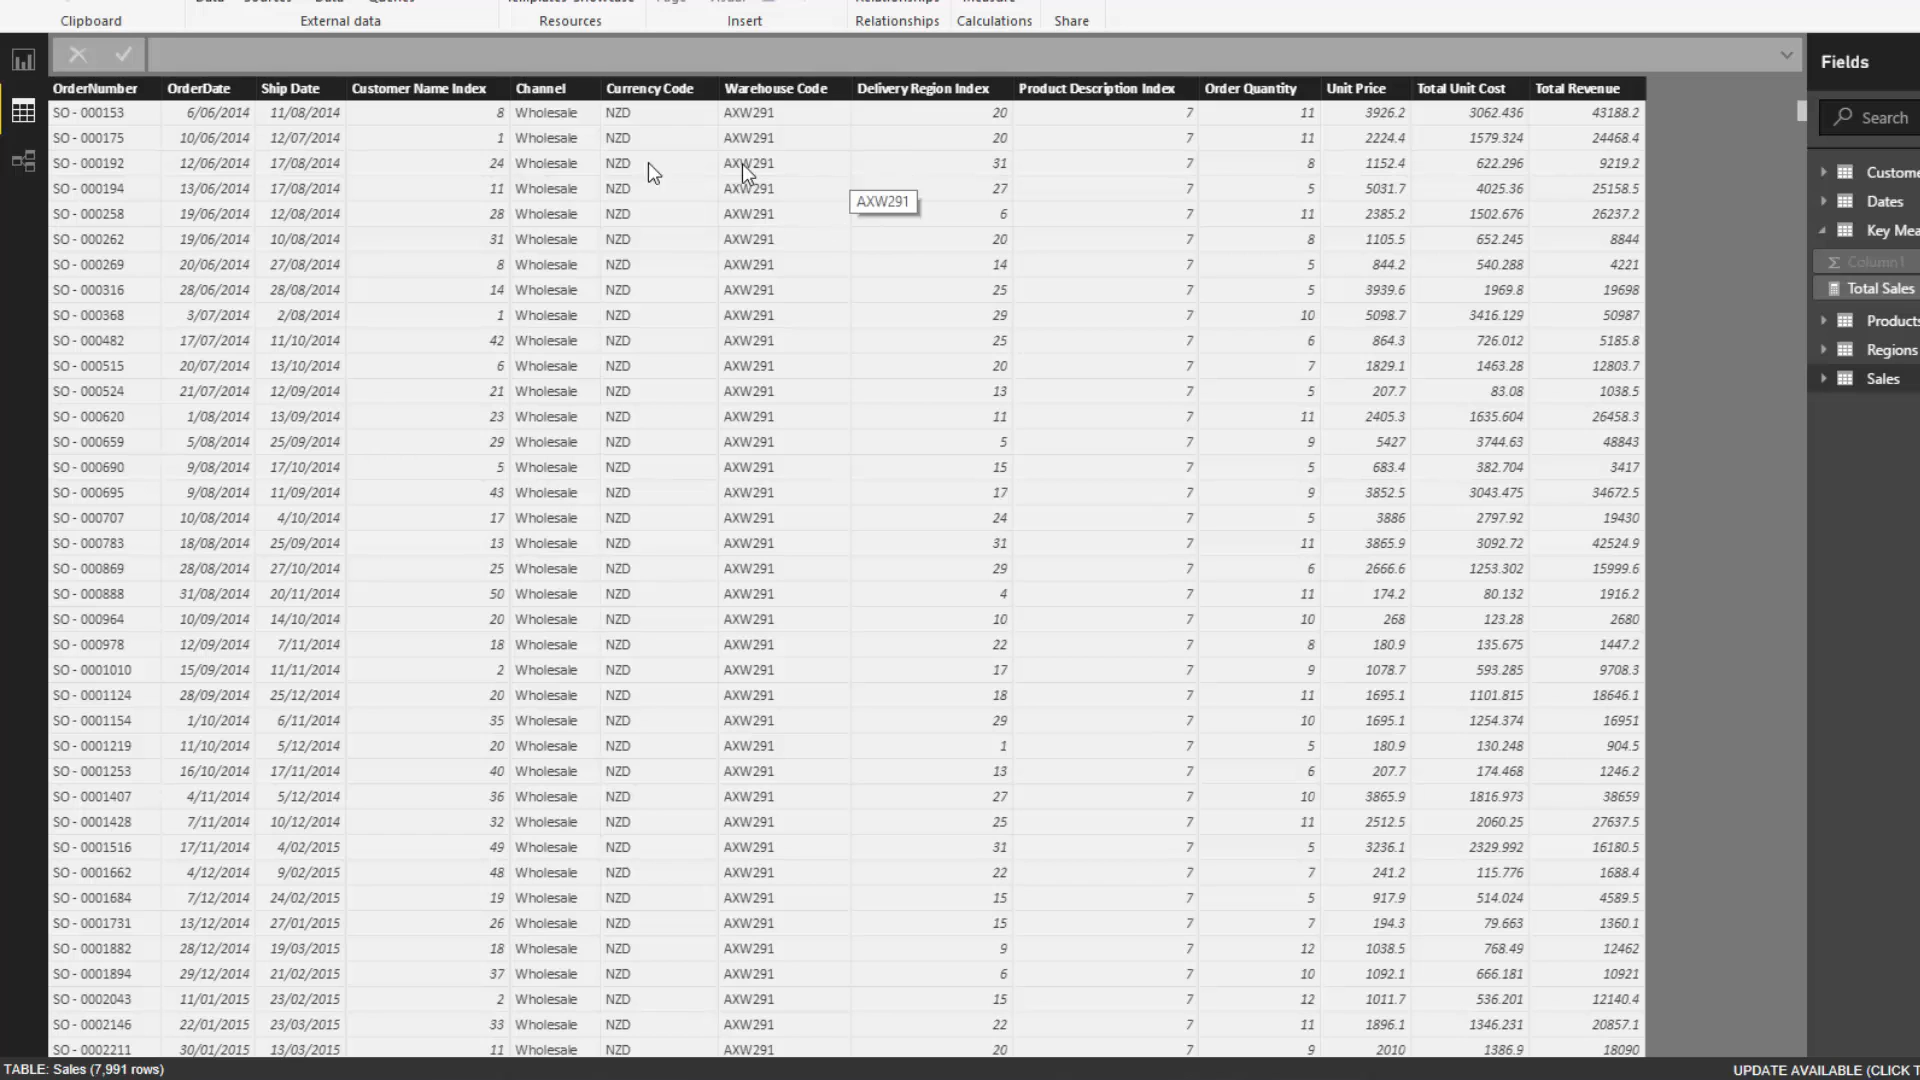 Clipboard External data Resources Insert Relationships Calculations Share
Fields
Search
OrderNumber OrderDate Ship Date Customer Name Index Channel Currency Code Warehouse Code Delivery Region Index Product Description Index Order Quantity Unit Price Total Unit Cost Total Revenue
SO - 000153 6/06/2014 11/08/2014 8 Wholesale NZD AXW291 20 7 11 3926.2 3062.436 43188.2
SO - 000175 10/06/2014 12/07/2014 1 Wholesale NZD AXW291 20 7 11 2224.4 1579.324 24468.4
SO - 000192 12/06/2014 17/08/2014 24 Wholesale NZD AXW291 31 7 8 1152.4 622.296 9219.2
SO - 000194 13/06/2014 17/08/2014 11 Wholesale NZD AXW291 27 7 5 5031.7 4025.36 25158.5
AXW291
SO - 000258 19/06/2014 12/08/2014 28 Wholesale NZD AXW291 6 7 11 2385.2 1502.676 26237.2
SO - 000262 19/06/2014 10/08/2014 31 Wholesale NZD AXW291 20 7 8 1105.5 652.245 8844
SO - 000269 20/06/2014 27/08/2014 8 Wholesale NZD AXW291 14 7 5 844.2 540.288 4221
SO - 000316 28/06/2014 28/08/2014 14 Wholesale NZD AXW291 25 7 5 3939.6 1969.8 19698
SO - 000368 3/07/2014 2/08/2014 1 Wholesale NZD AXW291 29 7 10 5098.7 3416.129 50987
SO - 000482 17/07/2014 11/10/2014 42 Wholesale NZD AXW291 25 7 6 864.3 726.012 5185.8
SO - 000515 20/07/2014 13/10/2014 6 Wholesale NZD AXW291 20 7 7 1829.1 1463.28 12803.7
SO - 000524 21/07/2014 12/09/2014 21 Wholesale NZD AXW291 13 7 5 207.7 83.08 1038.5
SO - 000620 1/08/2014 13/09/2014 23 Wholesale NZD AXW291 11 7 11 2405.3 1635.604 26458.3
SO - 000659 5/08/2014 25/09/2014 29 Wholesale NZD AXW291 5 7 9 5427 3744.63 48843
SO - 000690 9/08/2014 17/10/2014 5 Wholesale NZD AXW291 15 7 5 683.4 382.704 3417
SO - 000695 9/08/2014 11/09/2014 43 Wholesale NZD AXW291 17 7 9 3852.5 3043.475 34672.5
SO - 000707 10/08/2014 4/10/2014 17 Wholesale NZD AXW291 24 7 5 3886 2797.92 19430
SO - 000783 18/08/2014 25/09/2014 13 Wholesale NZD AXW291 31 7 11 3865.9 3092.72 42524.9
SO - 000869 28/08/2014 27/10/2014 25 Wholesale NZD AXW291 29 7 6 2666.6 1253.302 15999.6
SO - 000888 31/08/2014 20/11/2014 50 Wholesale NZD AXW291 4 7 11 174.2 80.132 1916.2
SO - 000964 10/09/2014 14/10/2014 20 Wholesale NZD AXW291 10 7 10 268 123.28 2680
SO - 000978 12/09/2014 7/11/2014 18 Wholesale NZD AXW291 22 7 8 180.9 135.675 1447.2
SO - 0001010 15/09/2014 11/11/2014 2 Wholesale NZD AXW291 17 7 9 1078.7 593.285 9708.3
SO - 0001124 28/09/2014 25/12/2014 20 Wholesale NZD AXW291 18 7 11 1695.1 1101.815 18646.1
SO - 0001154 1/10/2014 6/11/2014 35 Wholesale NZD AXW291 29 7 10 1695.1 1254.374 16951
SO - 0001219 11/10/2014 5/12/2014 20 Wholesale NZD AXW291 1 7 5 180.9 130.248 904.5
SO - 0001253 16/10/2014 17/11/2014 40 Wholesale NZD AXW291 13 7 6 207.7 174.468 1246.2
SO - 0001407 4/11/2014 5/12/2014 36 Wholesale NZD AXW291 27 7 10 3865.9 1816.973 38659
SO - 0001428 7/11/2014 10/12/2014 32 Wholesale NZD AXW291 25 7 11 2512.5 2060.25 27637.5
SO - 0001516 17/11/2014 4/02/2015 49 Wholesale NZD AXW291 31 7 5 3236.1 2329.992 16180.5
SO - 0001662 4/12/2014 9/02/2015 48 Wholesale NZD AXW291 22 7 7 241.2 115.776 1688.4
SO - 0001684 7/12/2014 24/02/2015 19 Wholesale NZD AXW291 15 7 5 917.9 514.024 4589.5
SO - 0001731 13/12/2014 27/01/2015 26 Wholesale NZD AXW291 15 7 7 194.3 79.663 1360.1
SO - 0001882 28/12/2014 19/03/2015 18 Wholesale NZD AXW291 9 7 12 1038.5 768.49 12462
SO - 0001894 29/12/2014 21/02/2015 37 Wholesale NZD AXW291 6 7 10 1092.1 666.181 10921
SO - 0002043 11/01/2015 23/02/2015 2 Wholesale NZD AXW291 15 7 12 1011.7 536.201 12140.4
SO - 0002146 22/01/2015 23/03/2015 33 Wholesale NZD AXW291 22 7 11 1896.1 1346.231 20857.1
SO - 0002211 30/01/2015 13/03/2015 11 Wholesale NZD AXW291 20 7 9 2010 1386.9 18090
Custome
Dates
Key Mea
Column1
Total Sales
Products
Regions
Sales
TABLE: Sales (7,991 rows)
UPDATE AVAILABLE (CLICK T